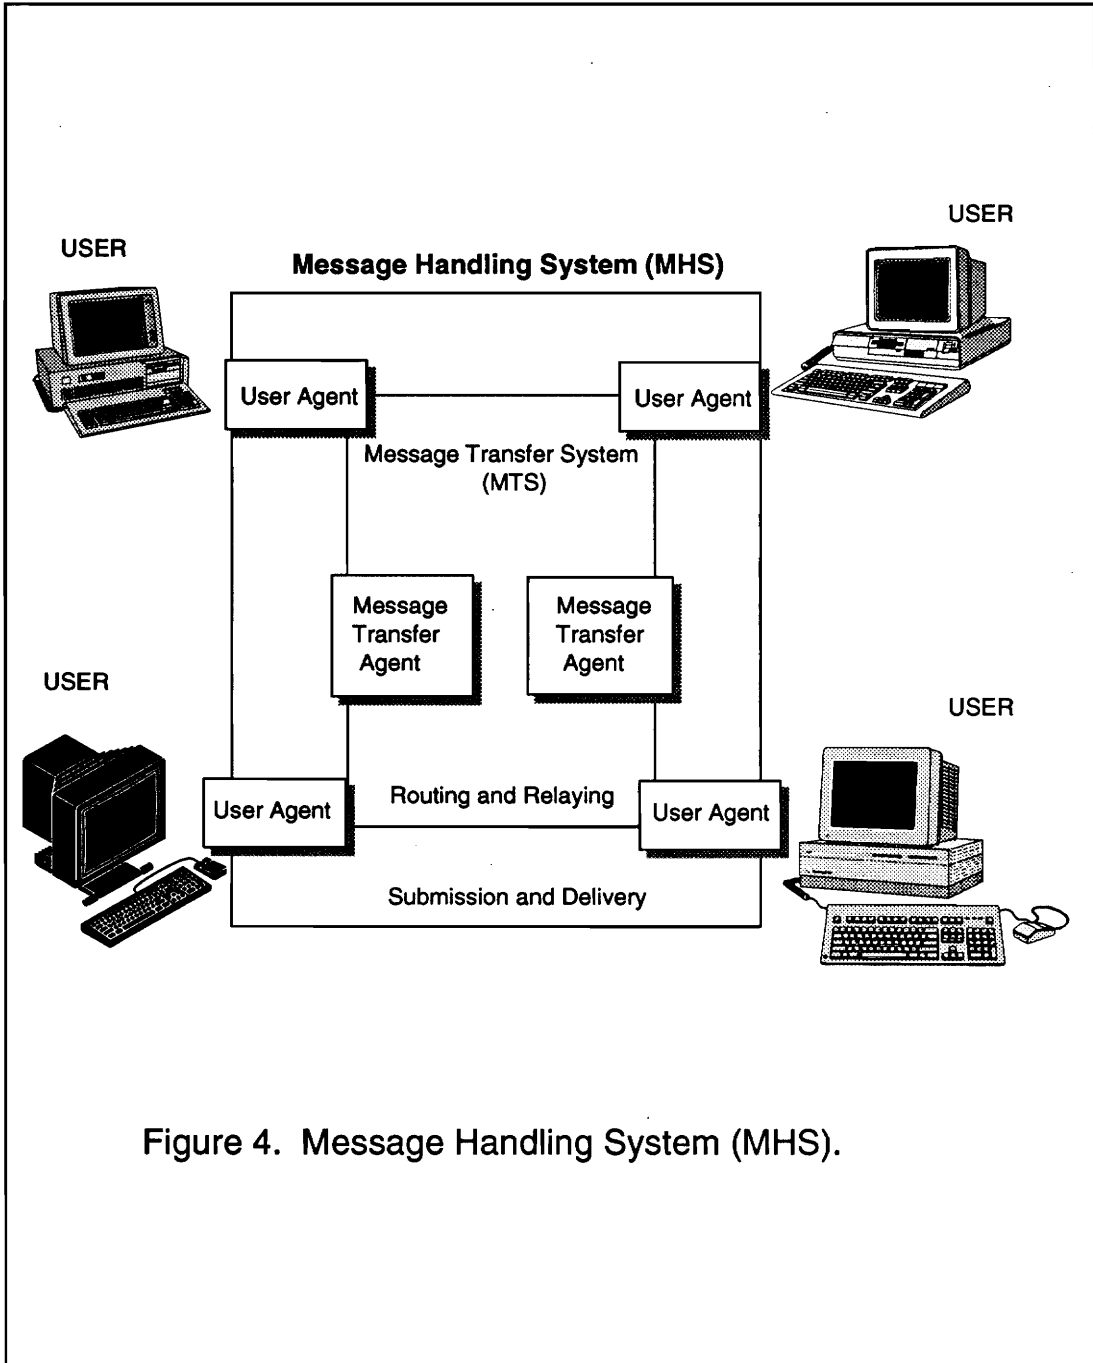 USER
USER
Message Handling System (MHS)
User Agent
User Agent
Message Transfer System
(MTS)
Message
Transfer
Agent
Message
Transfer
Agent
USER
USER
User Agent
Routing and Relaying
User Agent
Submission and Delivery
Figure 4. Message Handling System (MHS).